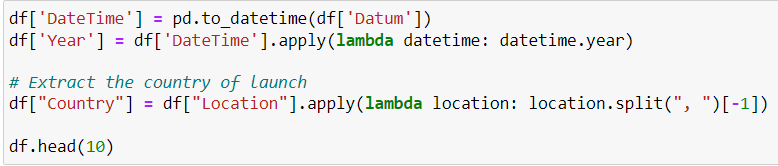 df['DateTime'] = pd.to_datetime(df['Datum'])
df['Year'] = df['DateTime'].apply(lambda datetime: datetime.year)
# Extract the country of launch
df["Country"] = df["Location"].apply(lambda location: location.split(", ")[-1])
df.head(10)